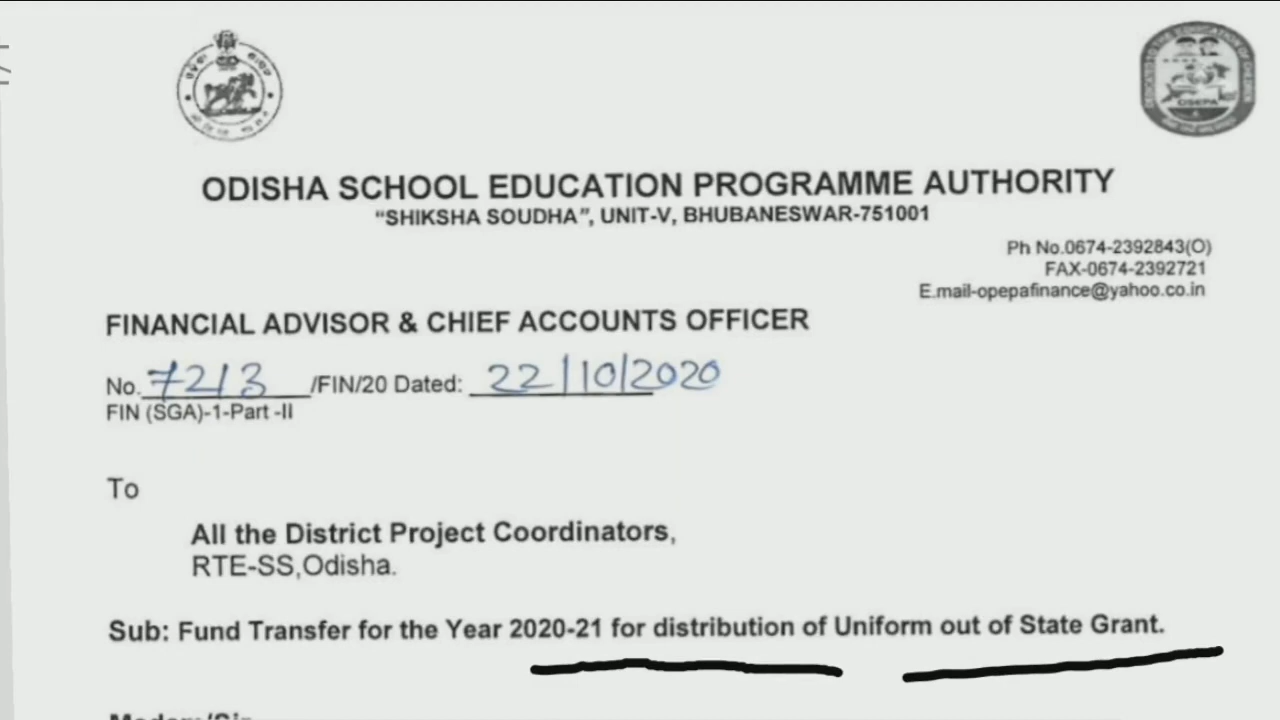 OSEPA
ODISHA SCHOOL EDUCATION PROGRAMME AUTHORITY
“SHIKSHA SOUDHA”, UNIT-V, BHUBANESWAR-751001
Ph No.0674-2392843(O)
FAX-0674-2392721
E.mail-opepafinance@yahoo.co.in
FINANCIAL ADVISOR & CHIEF ACCOUNTS OFFICER
No. 7213 /FIN/20 Dated: 22/10/2020
FIN (SGA)-1-Part -II
To
All the District Project Coordinators,
RTE-SS,Odisha.
Sub: Fund Transfer for the Year 2020-21 for distribution of Uniform out of State Grant.